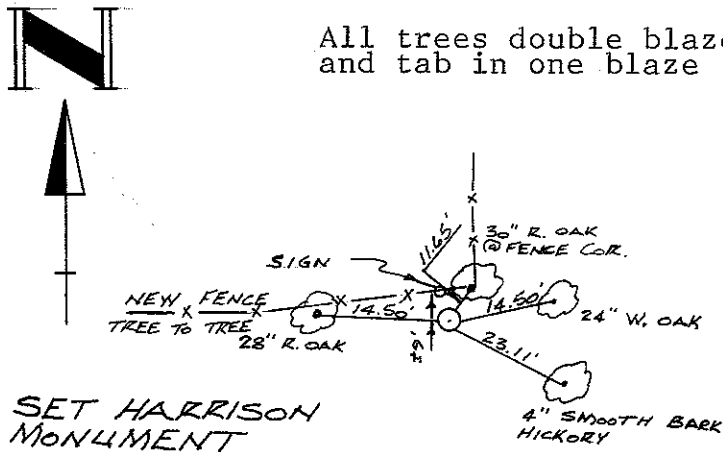 N
All trees double blaze
and tab in one blaze
30" R. OAK
@ FENCE COR.
11.65'
SIGN
NEW FENCE
TREE TO TREE
14.50'
14.50'
24" W. OAK
28" R. OAK
23.11'
4" SMOOTH BARK
HICKORY
SET HARRISON
MONUMENT